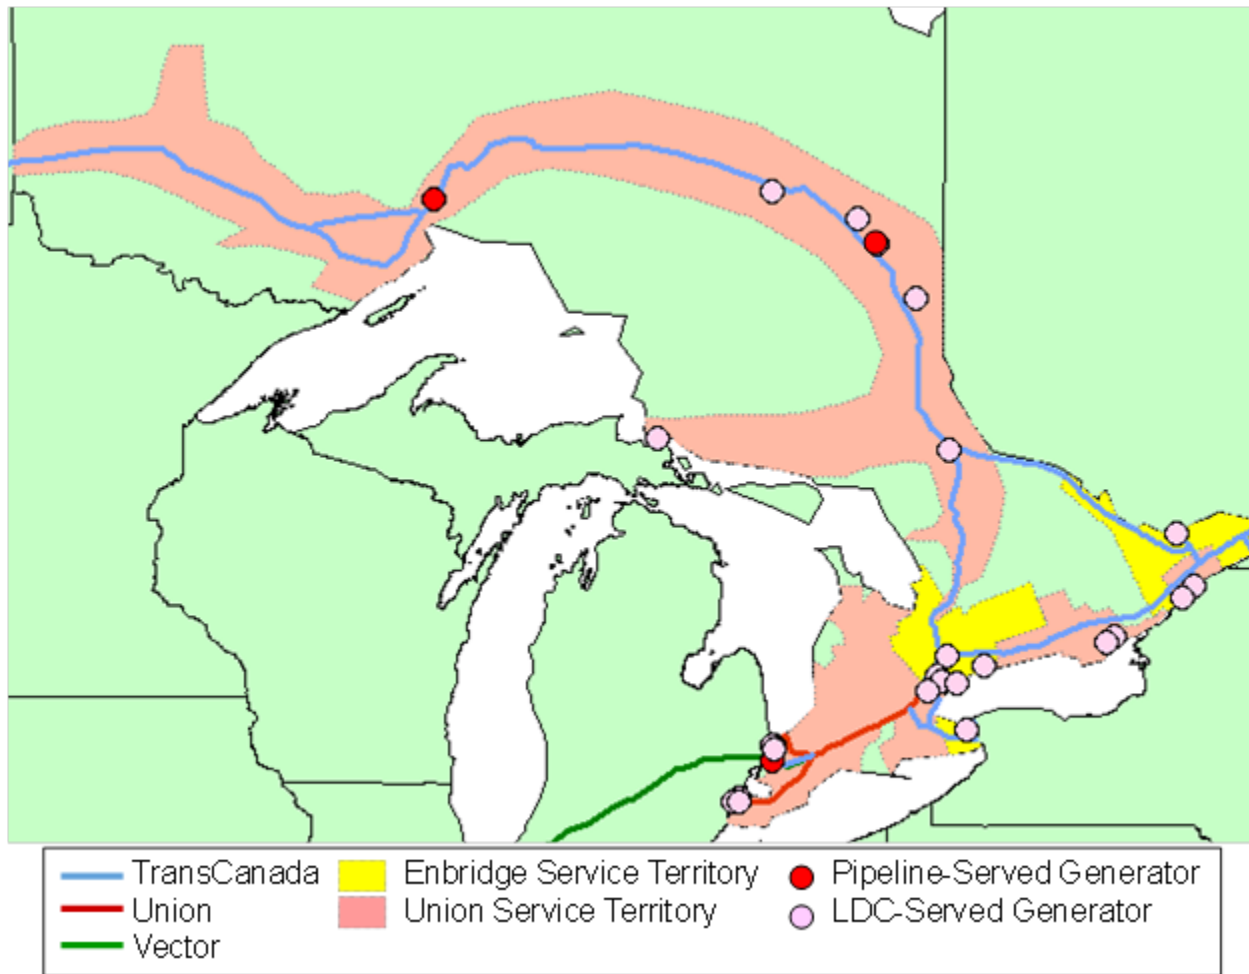 TransCanada Enbridge Service Territory Pipeline-Served Generator
Union Union Service Territory LDC-Served Generator
Vector